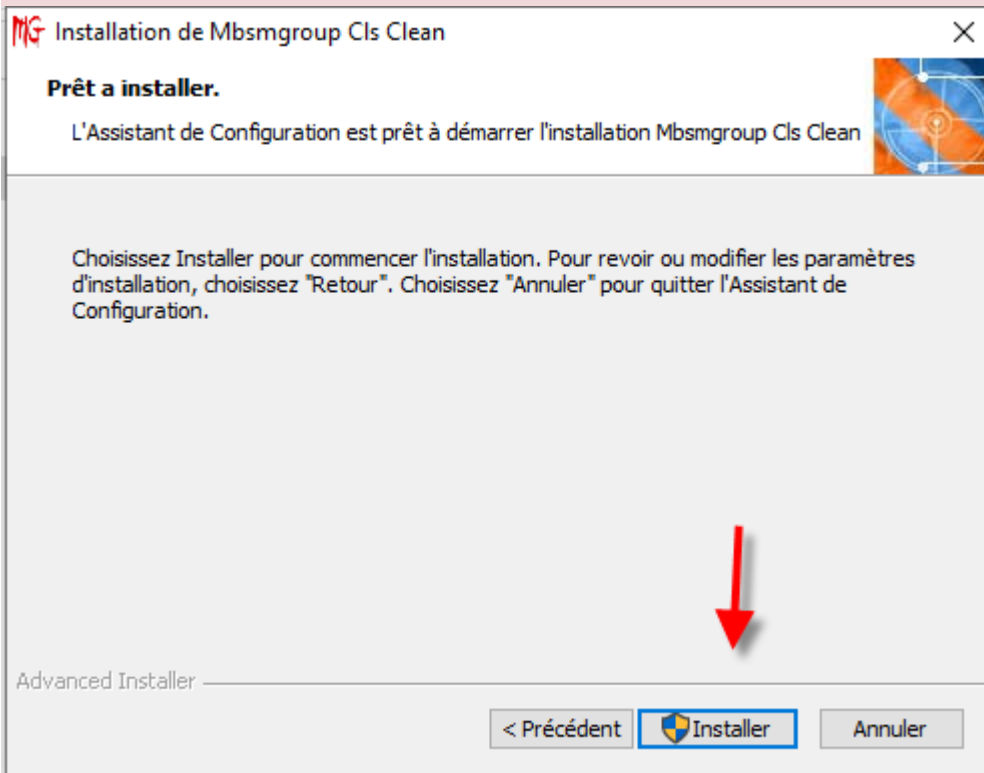 MG Installation de Mbsmgroup Cls Clean
Prêt a installer.
L'Assistant de Configuration est prêt à démarrer l'installation Mbsmgroup Cls Clean
Choisissez Installer pour commencer l'installation. Pour revoir ou modifier les paramètres
d'installation, choisissez "Retour". Choisissez "Annuler" pour quitter l'Assistant de
Configuration.
Advanced Installer
< Précédent
Installer
Annuler